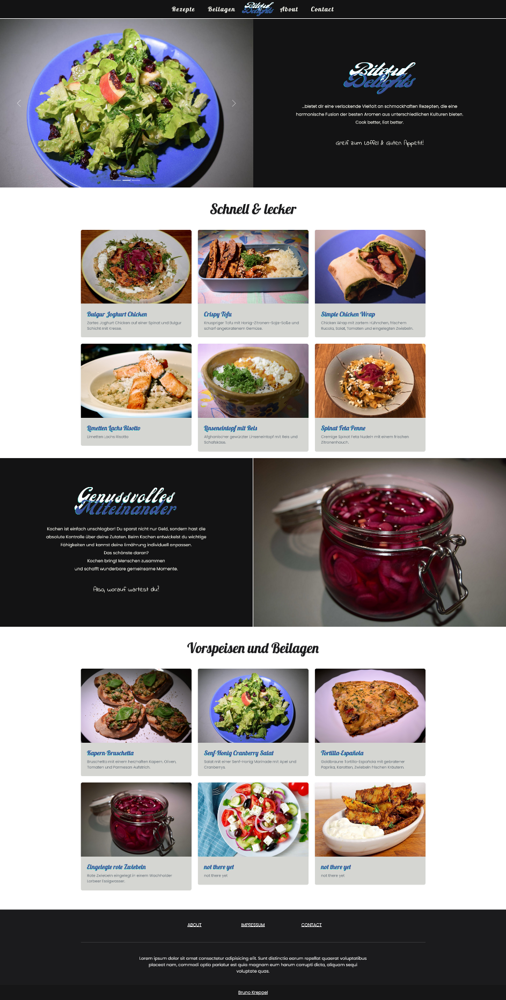 Rezepte Beilagen Biteful Delights About Contact
Biteful
Delights
...bietet dir eine verlockende Vielfalt an schmackhaften Rezepten, die eine
harmonische Fusion der besten Aromen aus unterschiedlichen Kulturen bieten.
Cook better, Eat better.
Greif zum Löffel & Guten Appetit!
Schnell & lecker
Bulgur Joghurt Chicken
Zartes Joghurt Chicken auf einer Spinat und Bulgur
Schicht mit Kresse.
Crispy Tofu
Knuspriger Tofu mit Honig-Zitronen-Soja-Soße und
scharf angebratenem Gemüse.
Simple Chicken Wrap
Chicken Wrap mit zartem Hühnchen, frischem
Rucola, Salat, Tomaten und eingelegten Zwiebeln.
Limetten Lachs Risotto
Limetten Lachs Risotto
Linseneintopf mit Reis
Afghanischer gewürzter Linseneintopf mit Reis und
Schafskäse.
Spinat Feta Penne
Cremige Spinat Feta Nudeln mit einem frischen
Zitronenhauch.
Genussvolles
Miteinander
Kochen ist einfach unschlagbar! Du sparst nicht nur Geld, sondern hast die
absolute Kontrolle über deine Zutaten. Beim Kochen entwickelst du wichtige
Fähigkeiten und kannst deine Ernährung individuell anpassen.
Das schönste daran?
Kochen bringt Menschen zusammen
und schafft wunderbare gemeinsame Momente.
Also, worauf wartest du?
Vorspeisen und Beilagen
Kapern-Bruschetta
Bruschetta mit einem herzhaften Kapern, Oliven,
Tomaten und Parmesan Aufstrich.
Senf-Honig Cranberry Salat
Salat mit einer Senf-Honig Marinade mit Apel und
Cranberrys.
Tortilla-Española
Goldbraune Tortilla-Española mit gebratener
Paprika, Karotten, Zwiebeln frischen Kräutern.
Eingelegte rote Zwiebeln
Rote Zwiebeln eingelegt in einem Wachholder
Lorbeer Essigwasser.
not there yet
not there yet
not there yet
not there yet
ABOUT IMPRESSUM CONTACT
Lorem ipsum dolor sit amet consectetur adipisicing elit. Sunt distinctio earum repellat quaerat voluptatibus
placeat nam, commodi optio pariatur est quia magnam eum harum corrupti dicta, aliquam sequi
voluptate quas.
Bruno Kreppel